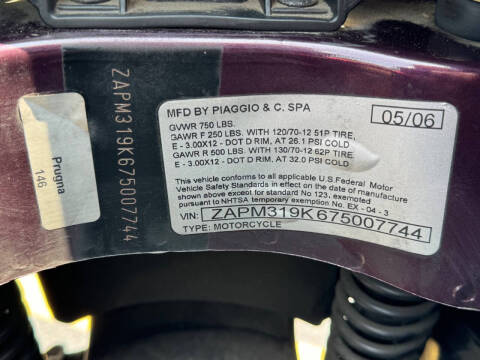 ZAPM319K675007744
Prugna
146
MFD BY PIAGGIO & C. SPA
05/06
GVWR 750 LBS.
GAWR F 250 LBS. WITH 120/70-12 51P TIRE,
E - 3.00X12 - DOT D RIM, AT 26.1 PSI COLD
GAWR R 500 LBS. WITH 130/70-12 62P TIRE
E - 3.00X12 - DOT D RIM, AT 32.0 PSI COLD
This vehicle conforms to all applicable U.S.Federal Motor
Vehicle Safety Standards in effect on the date of manufacture
shown above except for standard No 123, exempted
pursuant to NHTSA temporary exemption No. EX - 04 - 3
VIN: ZAPM319K675007744
TYPE: MOTORCYCLE